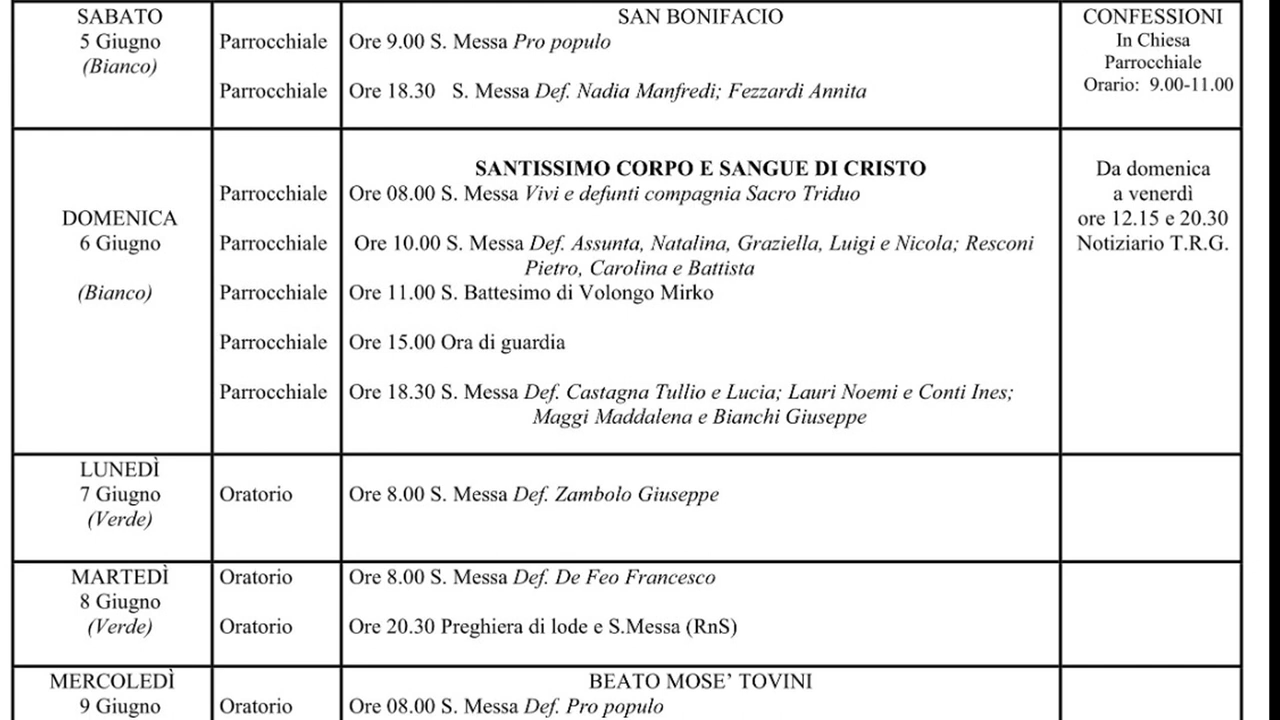 SABATO
5 Giugno
(Bianco)
Parrocchiale
Parrocchiale
SAN BONIFACIO
Ore 9.00 S. Messa Pro populo
Ore 18.30 S. Messa Def. Nadia Manfredi; Fezzardi Annita
CONFESSIONI
In Chiesa
Parrocchiale
Orario: 9.00-11.00
DOMENICA
6 Giugno
(Bianco)
Parrocchiale
Parrocchiale
Parrocchiale
Parrocchiale
Parrocchiale
SANTISSIMO CORPO E SANGUE DI CRISTO
Ore 08.00 S. Messa Vivi e defunti compagnia Sacro Triduo
Ore 10.00 S. Messa Def. Assunta, Natalina, Graziella, Luigi e Nicola; Resconi
Pietro, Carolina e Battista
Ore 11.00 S. Battesimo di Volongo Mirko
Ore 15.00 Ora di guardia
Ore 18.30 S. Messa Def. Castagna Tullio e Lucia; Lauri Noemi e Conti Ines;
Maggi Maddalena e Bianchi Giuseppe
Da domenica
a venerdì
ore 12.15 e 20.30
Notiziario T.R.G.
LUNEDÌ
7 Giugno
(Verde)
Oratorio
Ore 8.00 S. Messa Def. Zambolo Giuseppe
MARTEDÌ
8 Giugno
(Verde)
Oratorio
Oratorio
Ore 8.00 S. Messa Def. De Feo Francesco
Ore 20.30 Preghiera di lode e S.Messa (RnS)
MERCOLEDÌ
9 Giugno
Oratorio
BEATO MOSE’ TOVINI
Ore 08.00 S. Messa Def. Pro populo